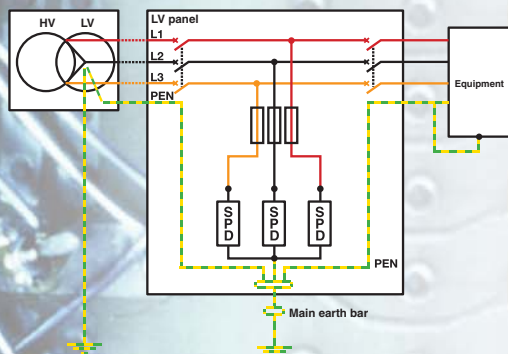 HV LV
LV panel
L1
L2
L3
PEN
Equipment
SPD
SPD
SPD
PEN
Main earth bar